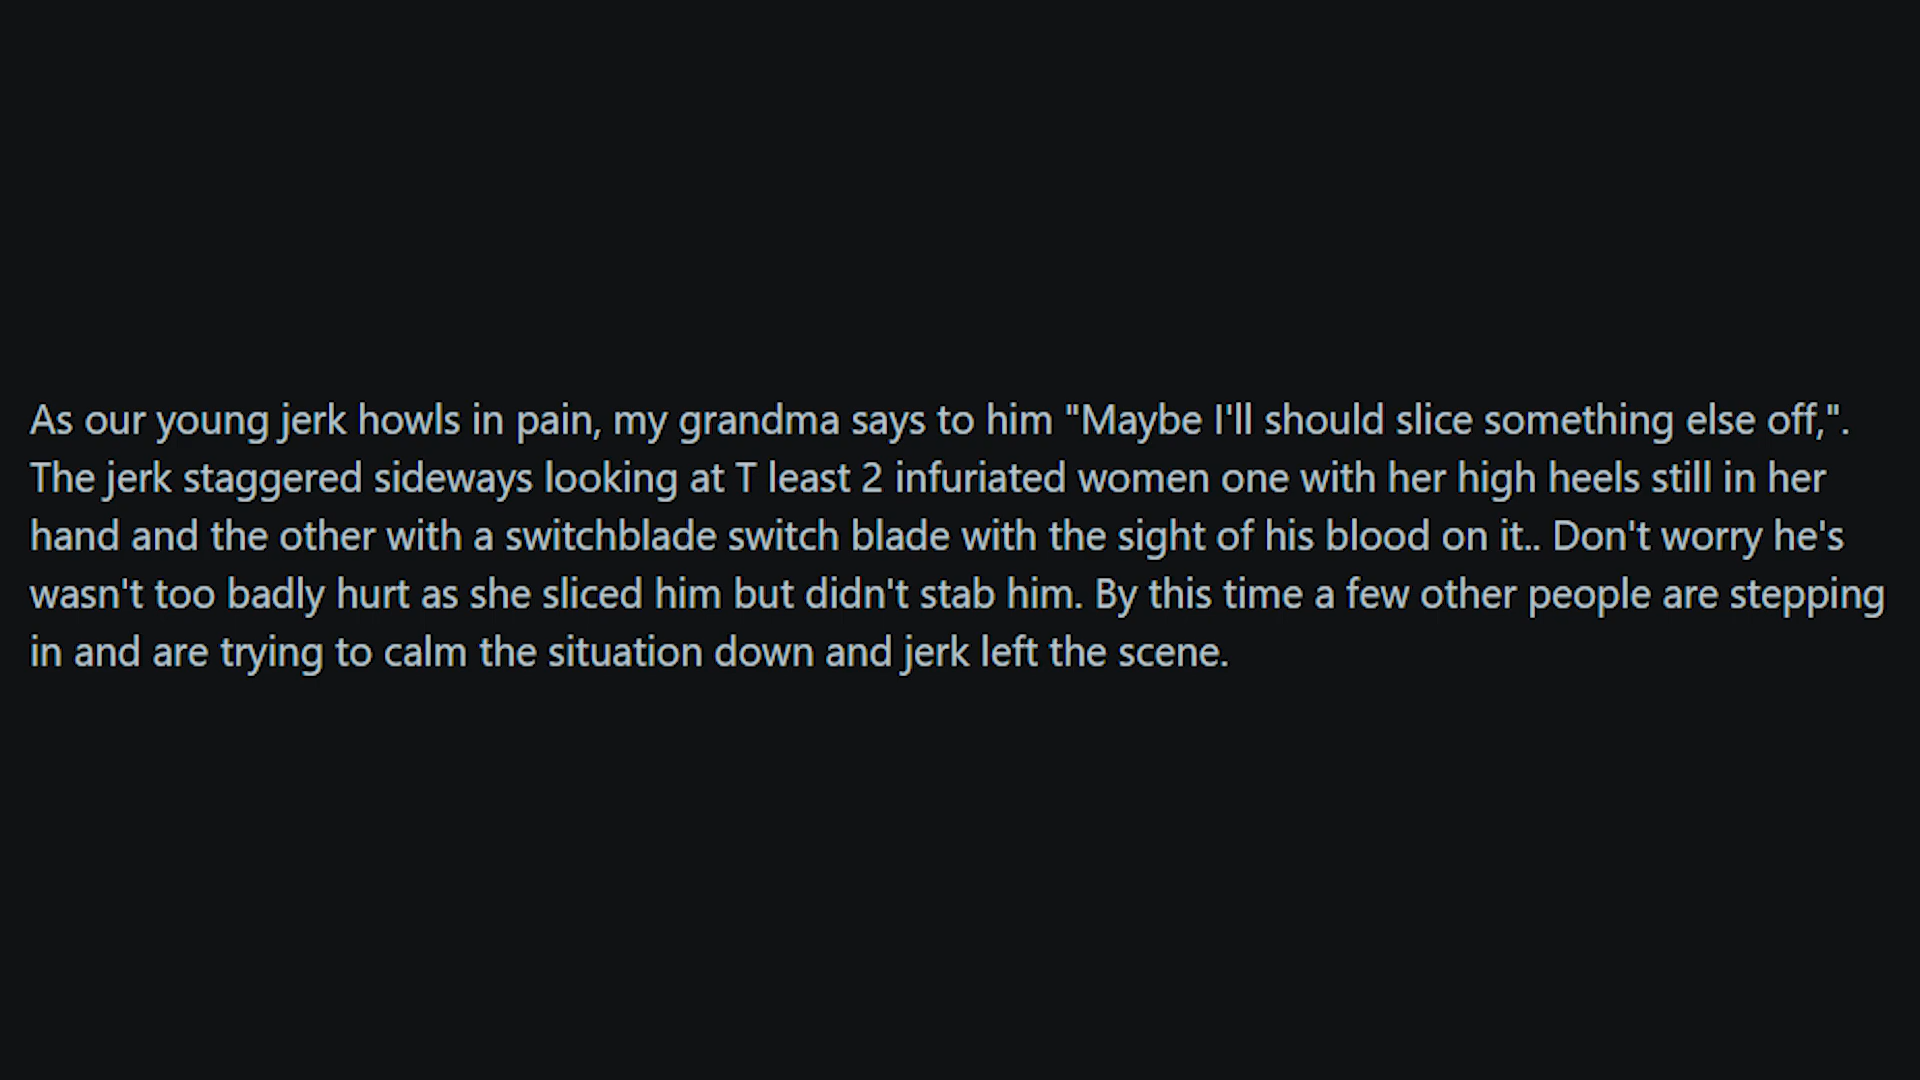 As our young jerk howls in pain, my grandma says to him "Maybe I'll should slice something else off,".
The jerk staggered sideways looking at T least 2 infuriated women one with her high heels still in her
hand and the other with a switchblade switch blade with the sight of his blood on it.. Don't worry he's
wasn't too badly hurt as she sliced him but didn't stab him. By this time a few other people are stepping
in and are trying to calm the situation down and jerk left the scene.